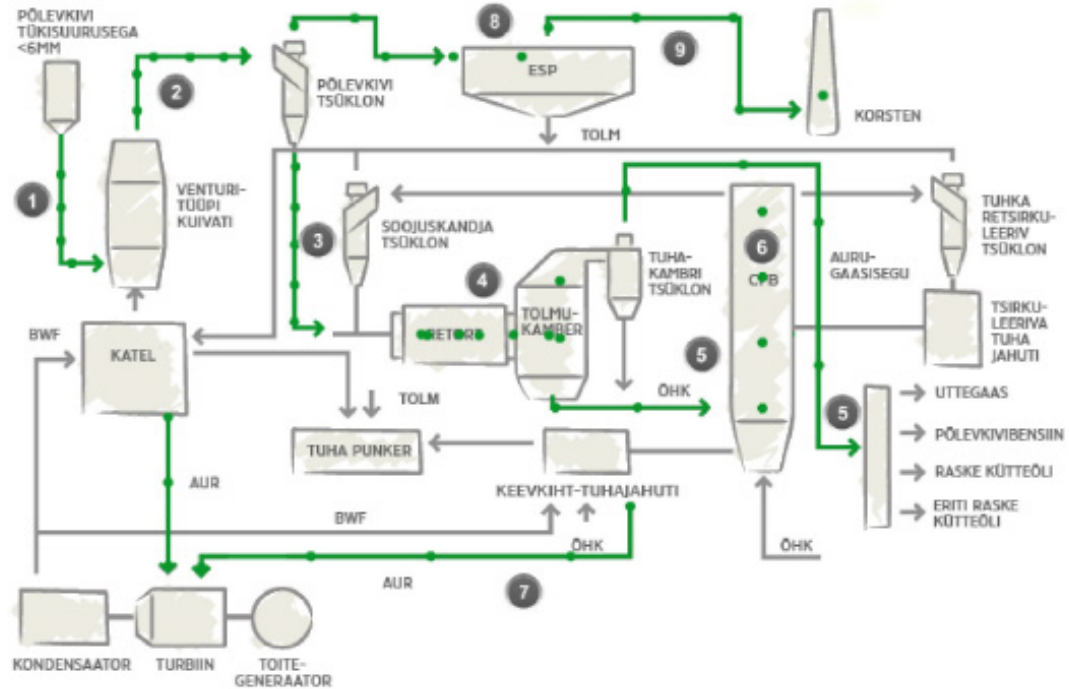 PÕLEVKIVI
TÜKISUURUSEGA
<6MM
1
2
VENTURI-
TÜÜPI
KUIVATI
PÕLEVKIVI
TSÜKLON
8
ESP
9
KORSTEN
TOLM
3
SOOJUSKANDJA
TSÜKLON
4
RETORT
TOLMU-
KAMBER
TUHA-
KAMBRI
TSÜKLON
5
ÕHK
6
CFB
AURU-
GAASISEGU
TUHKA
RETSIRKU-
LEERIV
TSÜKLON
TSIRKU-
LEERIVA
TUHA
JAHUTI
BWF
KATEL
TOLM
TUHA PUNKER
KEEVKIHT-TUHAJAHUTI
5
UTTEGAAS
PÕLEVKIVIBENSIIN
RASKE KÜTTEÕLI
ERITI RASKE
KÜTTEÕLI
AUR
BWF
ÕHK
ÕHK
AUR
7
KONDENSAATOR
TURBIIN
TOITE-
GENERAATOR